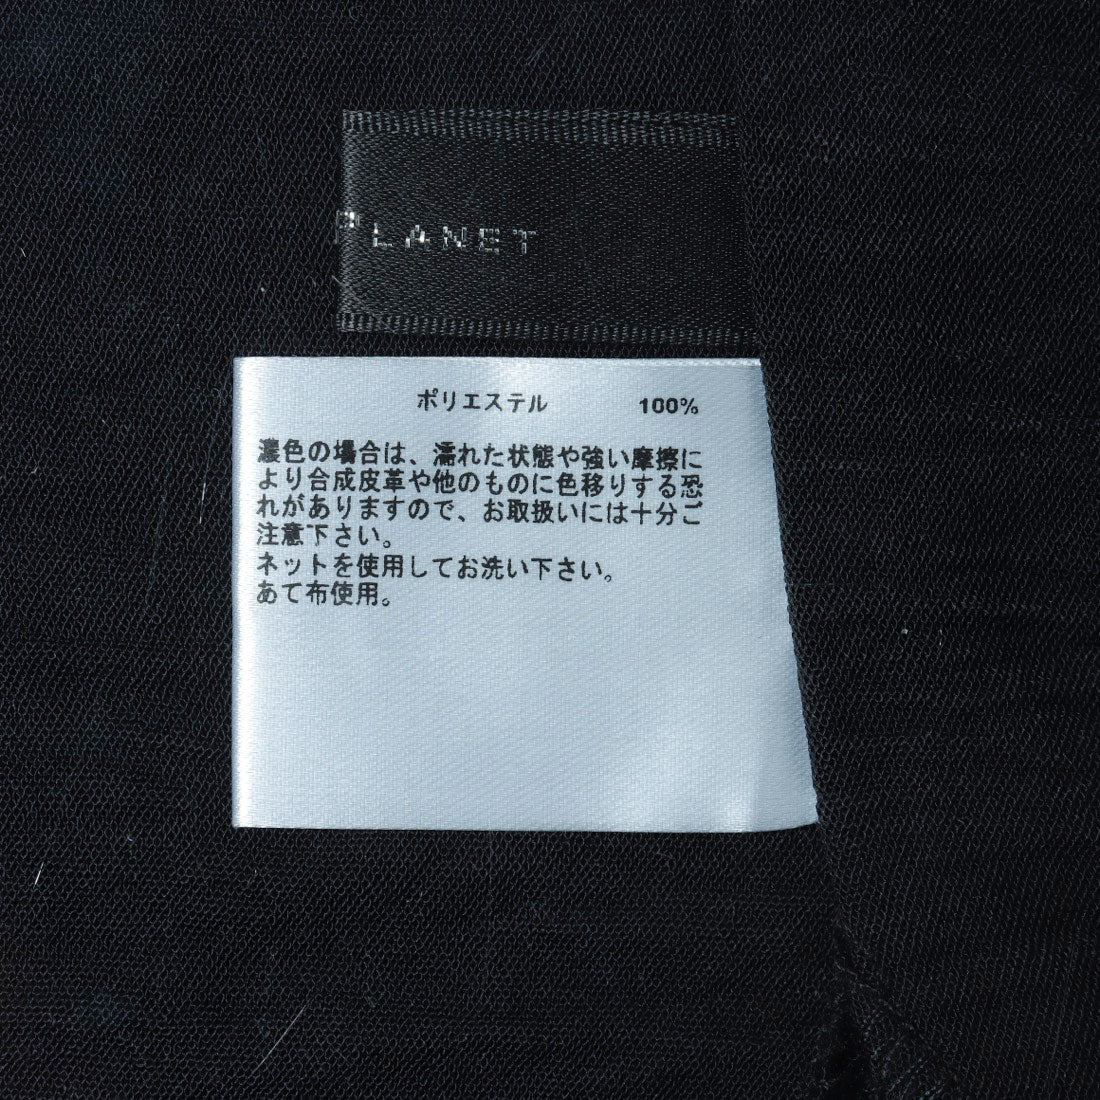 PLANET
ポリエステル 100%
濃色の場合は、濡れた状態や強い摩擦に
より合成皮革や他のものに色移りする恐
れがありますので、お取扱いには十分ご
注意下さい。
ネットを使用してお洗い下さい。
あて布使用。